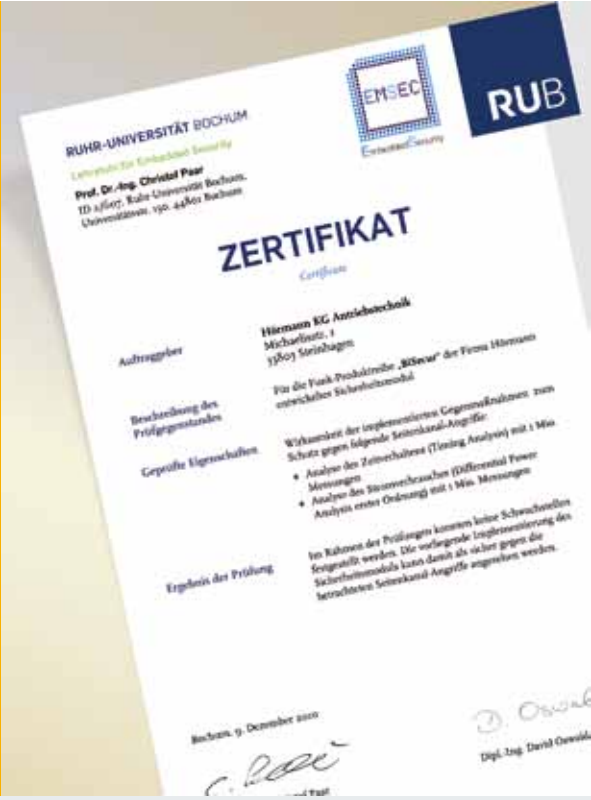 RUHR-UNIVERSITÄT BOCHUM
Lehrstuhl für Embedded Security
Prof. Dr.-Ing. Christof Paar
Ruhr-Universität Bochum,
150, 44801 Bochum
EMSEC
Embedded Security
RUB
ZERTIFIKAT
Certificate
Auftraggeber
Hörmann KG Antriebstechnik
Michaelisstr. 1
33803 Steinhagen
Beschreibung des
Prüfgegenstandes
Für die Funk-Produktreihe „BiSecur" der Firma Hörmann
entwickeltes Sicherheitsmodul
Geprüfte Eigenschaften
Wirksamkeit der implementierten Gegenmaßnahmen zum
Schutz gegen folgende Seitenkanal-Angriffe:
• Analyse des Zeitverhaltens (Timing Analysis) mit 1 Mio.
Messungen
• Analyse des Stromverbrauches (Differential Power
Analysis erster Ordnung) mit 1 Mio. Messungen
Ergebnis der Prüfung
Im Rahmen der Prüfungen konnten keine Schwachstellen
festgestellt werden. Die vorliegende Implementierung des
Sicherheitsmoduls kann damit als sicher gegen die
betrachteten Seitenkanal-Angriffe angesehen werden.
Bochum, 9. Dezember 2010
D. Oswald
Dipl.-Ing. David Oswald
Paar